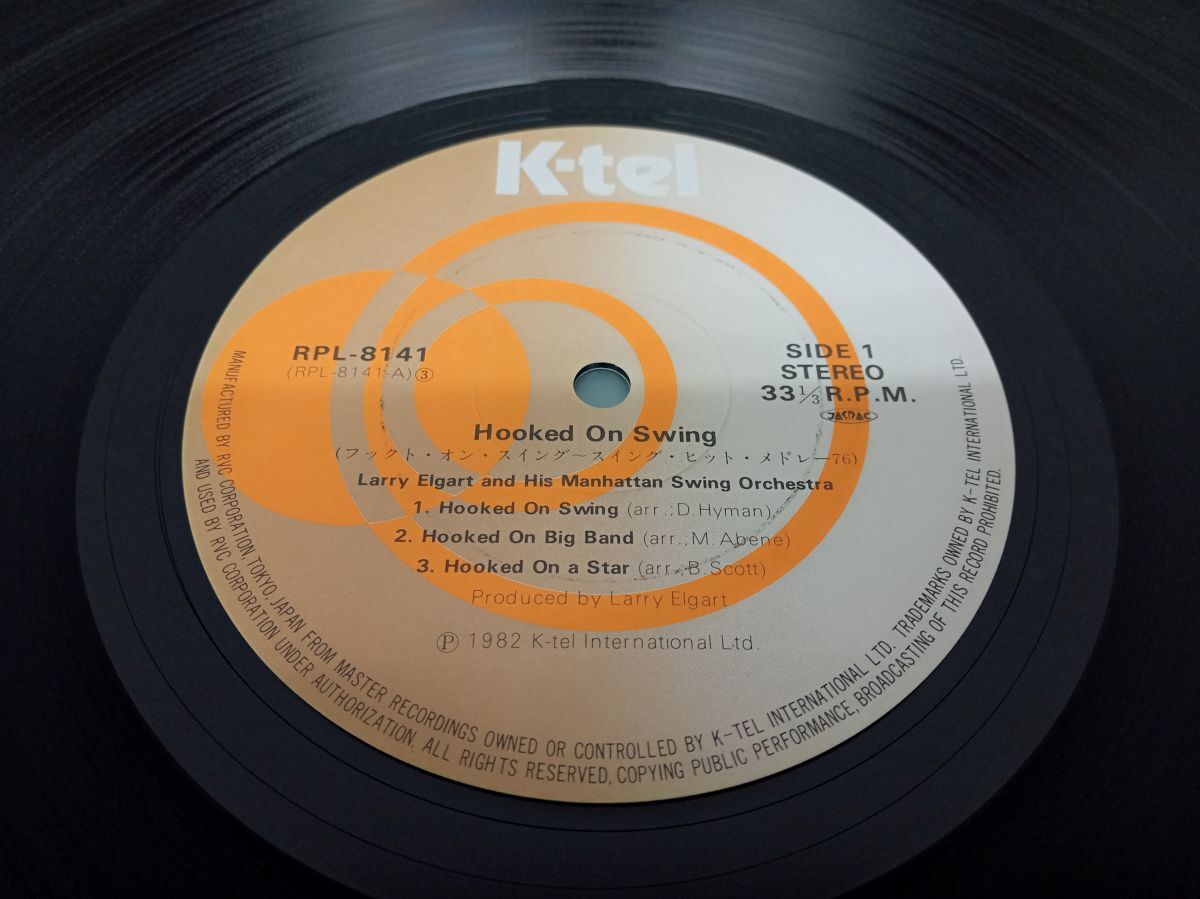 K-tel
RPL-8141
(RPL-8141-A)③
SIDE 1
STEREO
33 1/3 R.P.M.
JASRAC
Hooked On Swing
(フックト・オン・スイング～スイング・ヒット・メドレー76)
Larry Elgart and His Manhattan Swing Orchestra
1. Hooked On Swing (arr.;D.Hyman)
2. Hooked On Big Band (arr.;M.Abene)
3. Hooked On a Star (arr.;B.Scott)
Produced by Larry Elgart
Ⓟ 1982 K-tel International Ltd.
MANUFACTURED BY RVC CORPORATION, TOKYO, JAPAN FROM MASTER RECORDINGS OWNED OR CONTROLLED BY K-TEL INTERNATIONAL LTD. TRADEMARKS OWNED BY K-TEL INTERNATIONAL LTD.
AND USED BY RVC CORPORATION UNDER AUTHORIZATION. ALL RIGHTS RESERVED, COPYING PUBLIC PERFORMANCE, BROADCASTING OF THIS RECORD PROHIBITED.